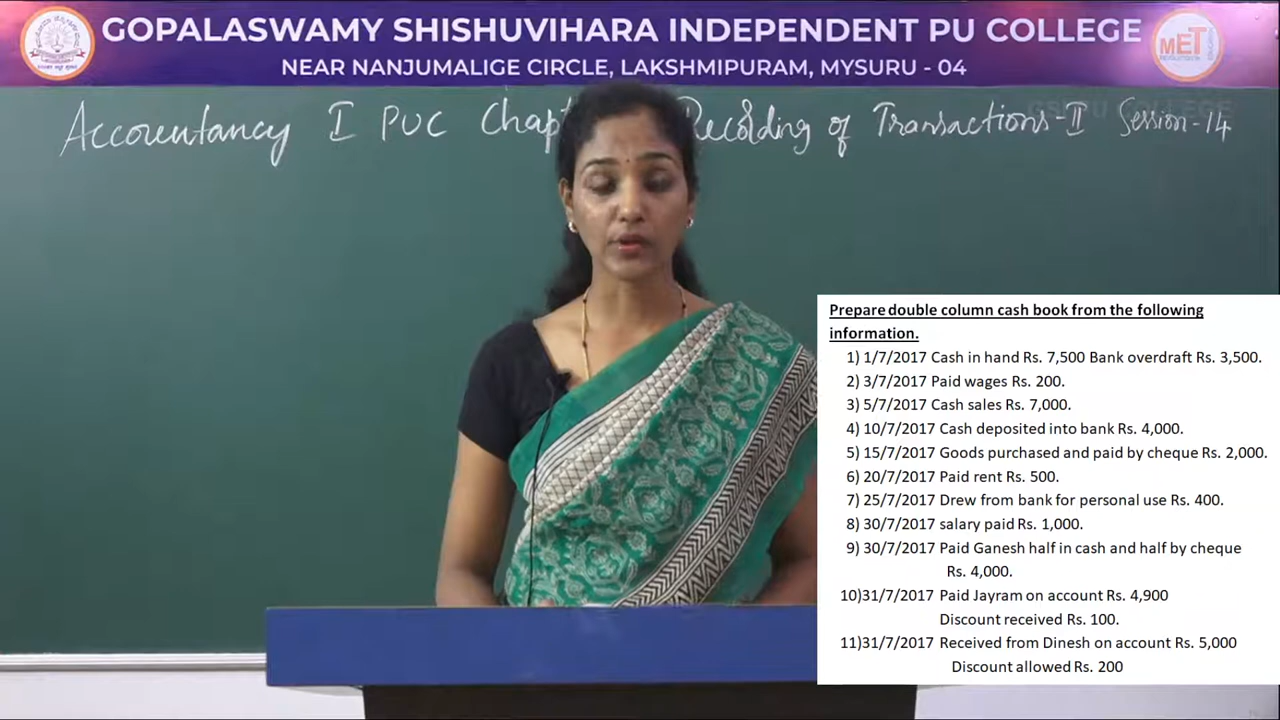 GOPALASWAMY SHISHUVIHARA INDEPENDENT PU COLLEGE
NEAR NANJUMALIGE CIRCLE, LAKSHMIPURAM, MYSURU - 04
MET
Accountancy I PUC Chapt Recording of Transactions-II Session-14
GSI PU COLLEGE
Prepare double column cash book from the following
information.
1) 1/7/2017 Cash in hand Rs. 7,500 Bank overdraft Rs. 3,500.
2) 3/7/2017 Paid wages Rs. 200.
3) 5/7/2017 Cash sales Rs. 7,000.
4) 10/7/2017 Cash deposited into bank Rs. 4,000.
5) 15/7/2017 Goods purchased and paid by cheque Rs. 2,000.
6) 20/7/2017 Paid rent Rs. 500.
7) 25/7/2017 Drew from bank for personal use Rs. 400.
8) 30/7/2017 salary paid Rs. 1,000.
9) 30/7/2017 Paid Ganesh half in cash and half by cheque
Rs. 4,000.
10)31/7/2017 Paid Jayram on account Rs. 4,900
Discount received Rs. 100.
11)31/7/2017 Received from Dinesh on account Rs. 5,000
Discount allowed Rs. 200